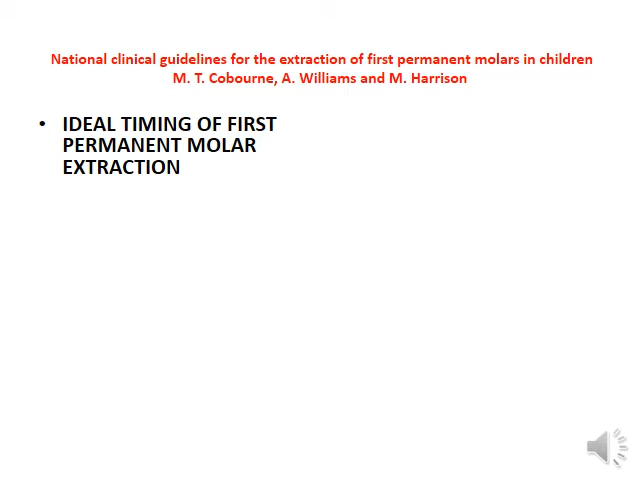 National clinical guidelines for the extraction of first permanent molars in children
M. T. Cobourne, A. Williams and M. Harrison
• IDEAL TIMING OF FIRST
PERMANENT MOLAR
EXTRACTION